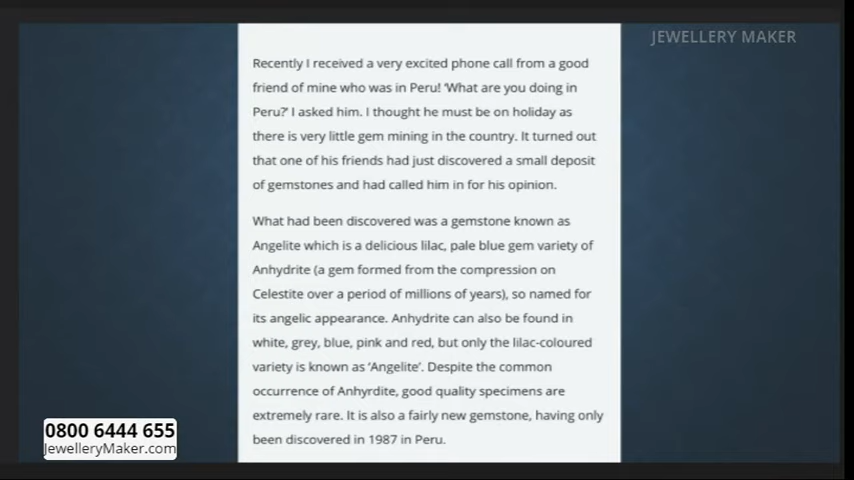 JEWELLERY MAKER
Recently I received a very excited phone call from a good
friend of mine who was in Peru! 'What are you doing in
Peru?' I asked him. I thought he must be on holiday as
there is very little gem mining in the country. It turned out
that one of his friends had just discovered a small deposit
of gemstones and had called him in for his opinion.
What had been discovered was a gemstone known as
Angelite which is a delicious lilac, pale blue gem variety of
Anhydrite (a gem formed from the compression on
Celestite over a period of millions of years), so named for
its angelic appearance. Anhydrite can also be found in
white, grey, blue, pink and red, but only the lilac-coloured
variety is known as 'Angelite'. Despite the common
occurrence of Anhyrdite, good quality specimens are
extremely rare. It is also a fairly new gemstone, having only
been discovered in 1987 in Peru.
0800 6444 655
JewelleryMaker.com